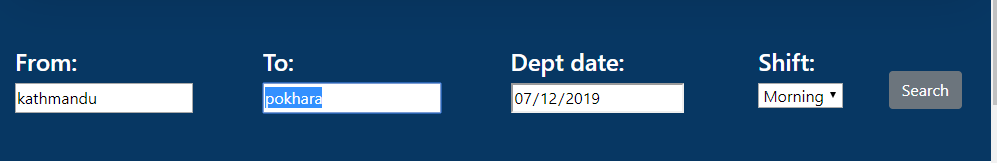 From: To: Dept date: Shift:
kathmandu pokhara 07/12/2019 Morning Search